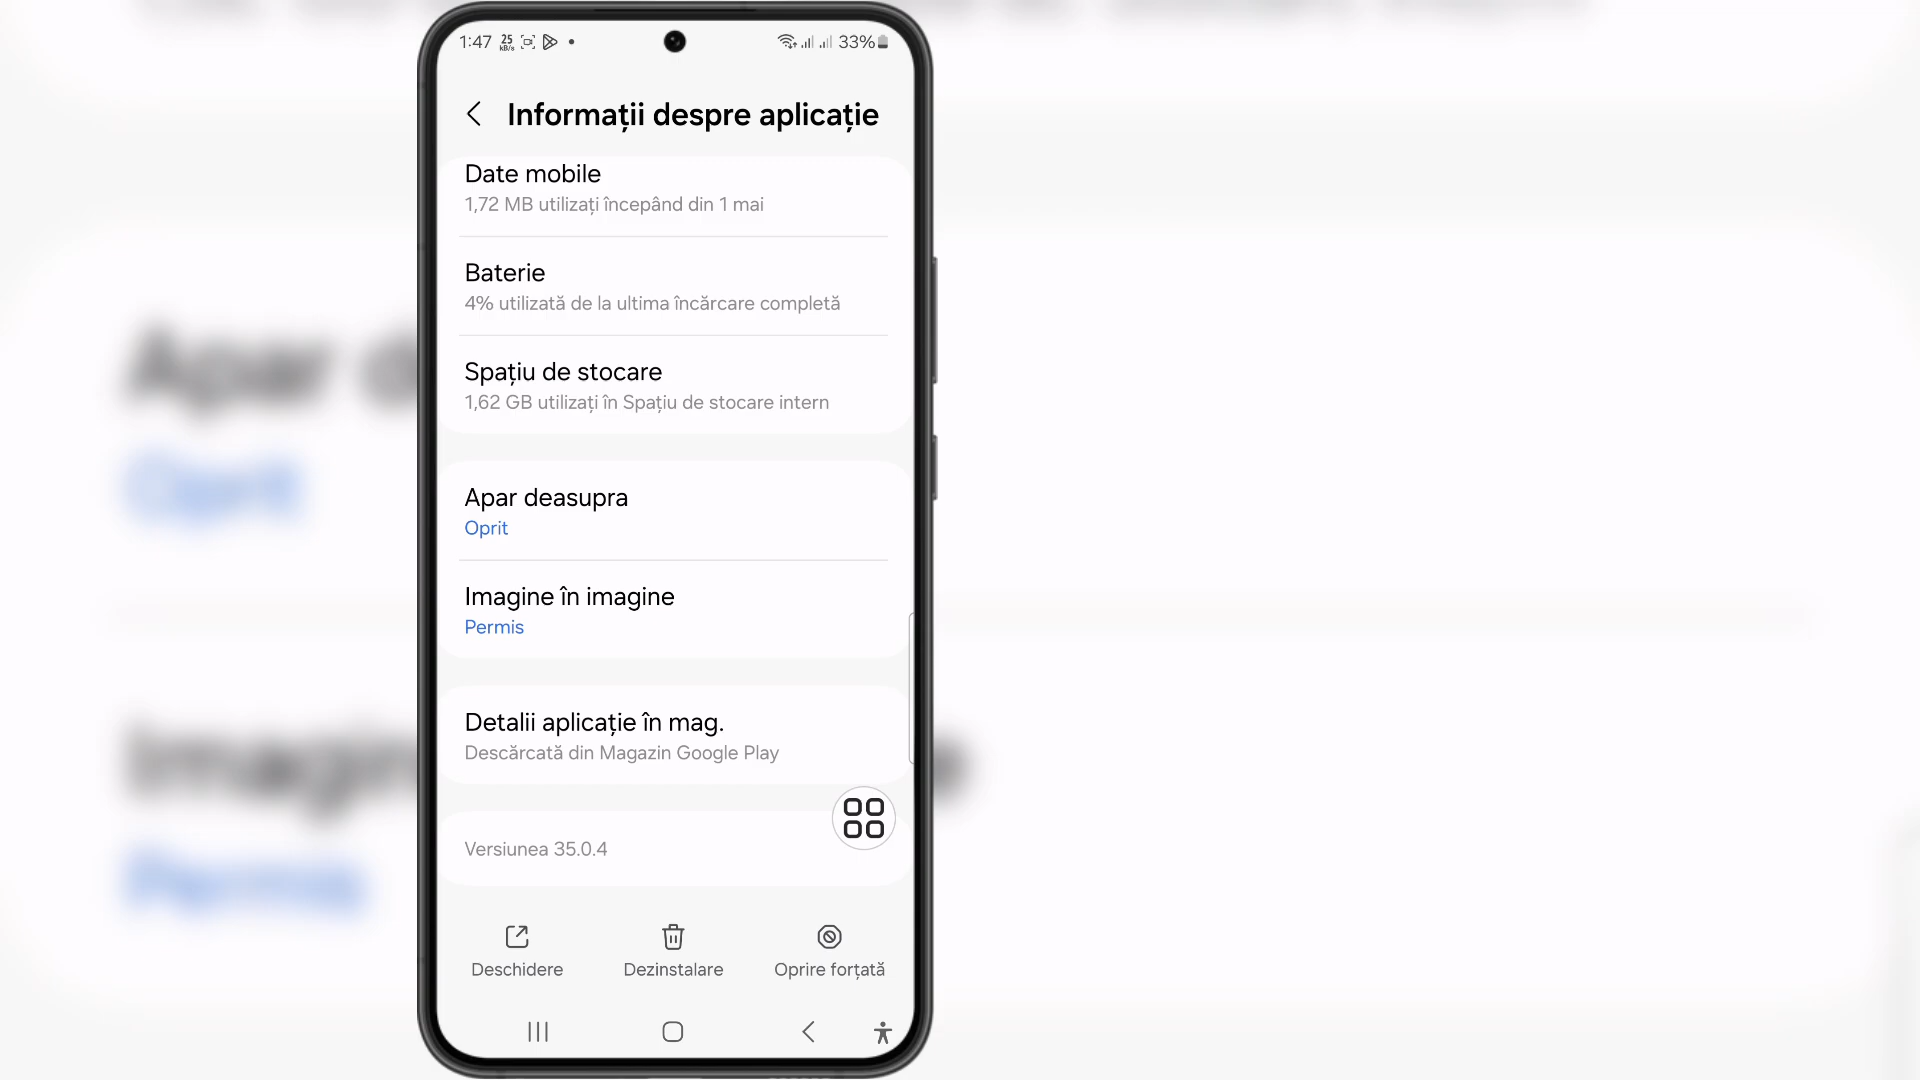 1:47 25 kB/s 33%
Informații despre aplicație
Date mobile
1,72 MB utilizați începând din 1 mai
Baterie
4% utilizată de la ultima încărcare completă
Spațiu de stocare
1,62 GB utilizați în Spațiu de stocare intern
Apar deasupra
Oprit
Imagine în imagine
Permis
Detalii aplicație în mag.
Descărcată din Magazin Google Play
Versiunea 35.0.4
Deschidere Dezinstalare Oprire forțată
Apar d
Oprit
Imagin e
Permis